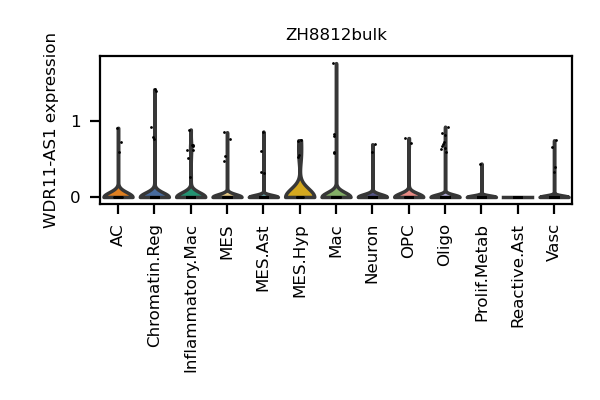 ZH8812bulk
WDR11-AS1 expression
1
0
AC
Chromatin.Reg
Inflammatory.Mac
MES
MES.Ast
MES.Hyp
Mac
Neuron
OPC
Oligo
Prolif.Metab
Reactive.Ast
Vasc